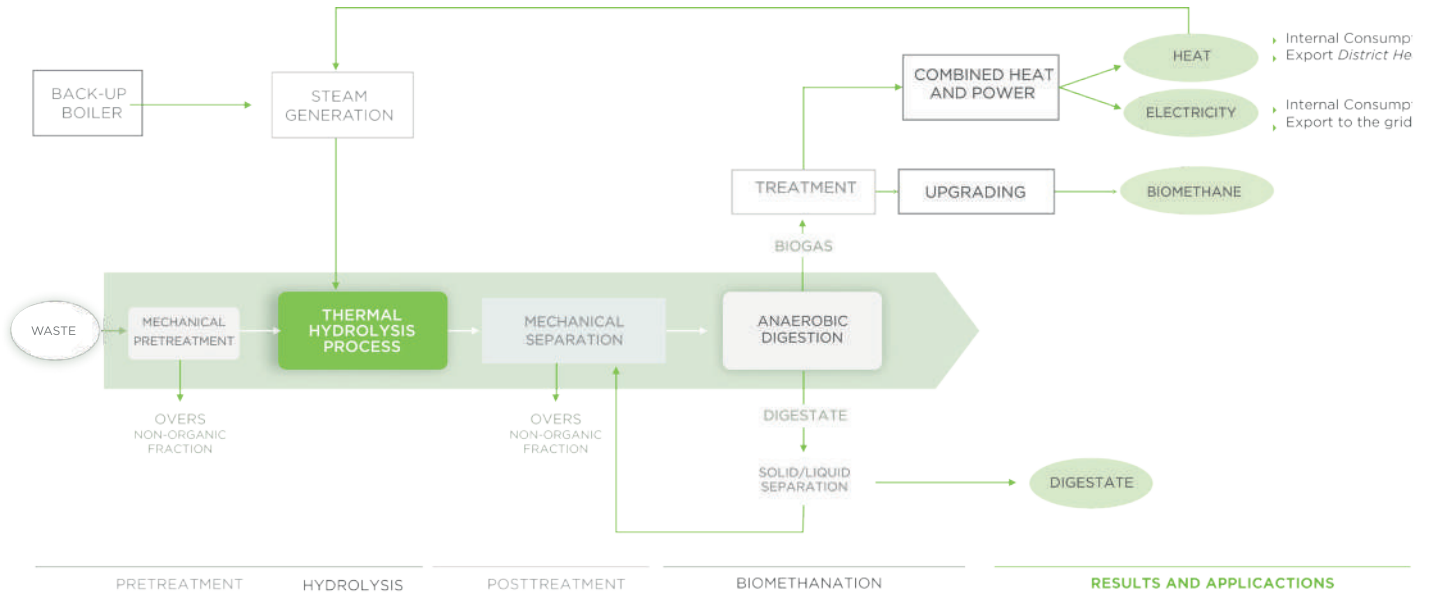 Internal Consump
HEAT
Export District He
BACK-UP
BOILER
STEAM
GENERATION
COMBINED HEAT
AND POWER
Internal Consump
ELECTRICITY
Export to the grid
TREATMENT
UPGRADING
BIOMETHANE
BIOGAS
WASTE
MECHANICAL
PRETREATMENT
THERMAL
HYDROLYSIS
PROCESS
MECHANICAL
SEPARATION
ANAEROBIC
DIGESTION
OVERS
NON-ORGANIC
FRACTION
OVERS
NON-ORGANIC
FRACTION
DIGESTATE
SOLID/LIQUID
SEPARATION
DIGESTATE
PRETREATMENT
HYDROLYSIS
POSTTREATMENT
BIOMETHANATION
RESULTS AND APPLICACTIONS